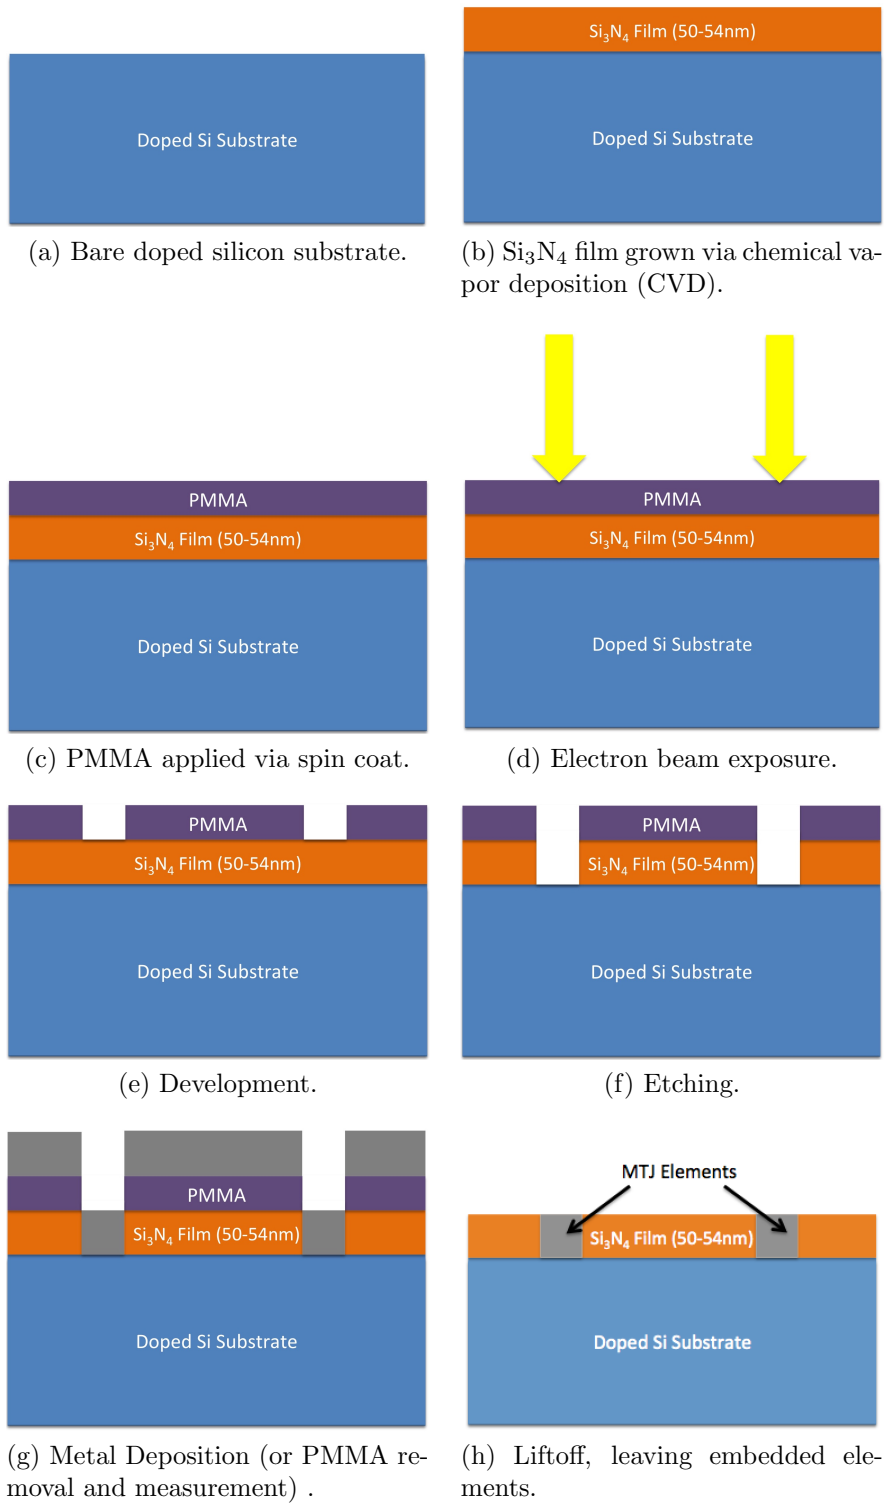 Doped Si Substrate
(a) Bare doped silicon substrate.
Si₃N₄ Film (50-54nm)
Doped Si Substrate
(b) Si₃N₄ film grown via chemical va-
por deposition (CVD).
PMMA
Si₃N₄ Film (50-54nm)
Doped Si Substrate
(c) PMMA applied via spin coat.
PMMA
Si₃N₄ Film (50-54nm)
Doped Si Substrate
(d) Electron beam exposure.
PMMA
Si₃N₄ Film (50-54nm)
Doped Si Substrate
(e) Development.
PMMA
Si₃N₄ Film (50-54nm)
Doped Si Substrate
(f) Etching.
PMMA
Si₃N₄ Film (50-54nm)
Doped Si Substrate
(g) Metal Deposition (or PMMA re-
moval and measurement) .
MTJ Elements
Si₃N₄ Film (50-54nm)
Doped Si Substrate
(h) Liftoff, leaving embedded ele-
ments.